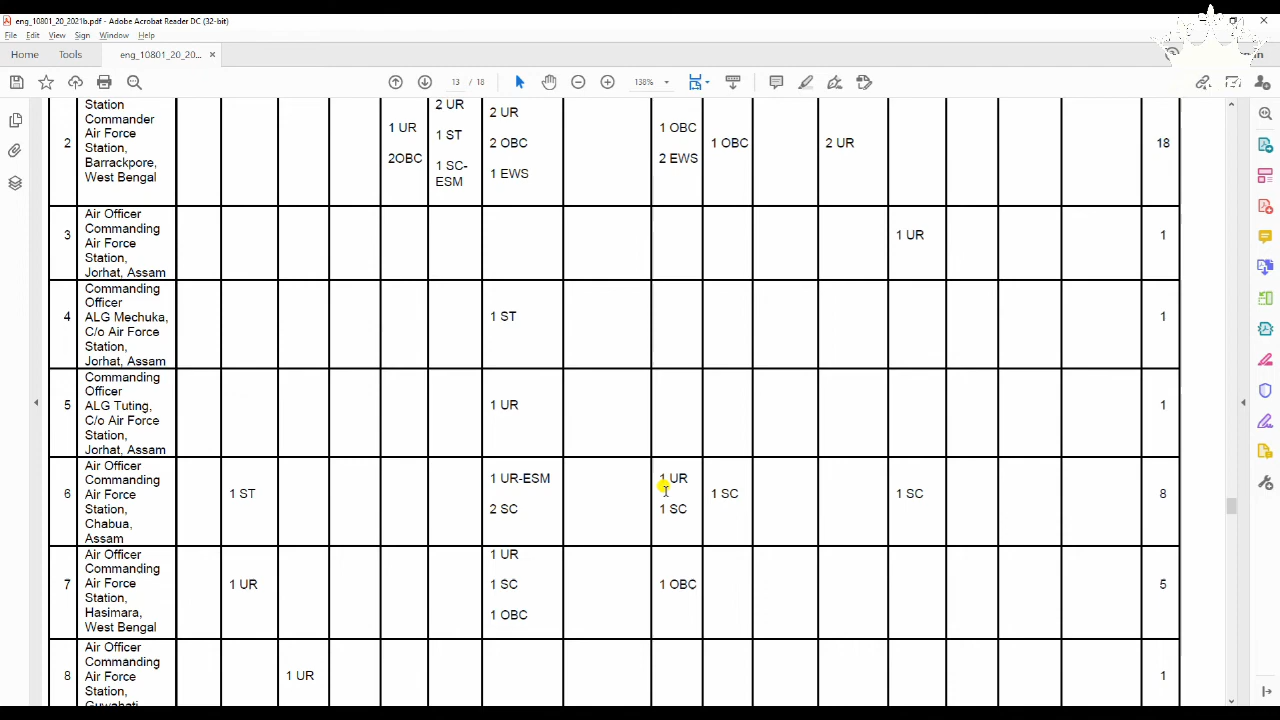 eng_10801_20_2021b.pdf - Adobe Acrobat Reader DC (32-bit)
File Edit View Sign Window Help
Home Tools eng_10801_20_20...
13 / 18 138%
2
Station
Commander
Air Force
Station,
Barrackpore,
West Bengal
1 UR
2OBC
2 UR
1 ST
1 SC-
ESM
2 UR
2 OBC
1 EWS
1 OBC
2 EWS
1 OBC
2 UR
18
3
Air Officer
Commanding
Air Force
Station,
Jorhat, Assam
1 UR
1
4
Commanding
Officer
ALG Mechuka,
C/o Air Force
Station,
Jorhat, Assam
1 ST
1
5
Commanding
Officer
ALG Tuting,
C/o Air Force
Station,
Jorhat, Assam
1 UR
1
6
Air Officer
Commanding
Air Force
Station,
Chabua,
Assam
1 ST
1 UR-ESM
2 SC
1 UR
1 SC
1 SC
1 SC
8
7
Air Officer
Commanding
Air Force
Station,
Hasimara,
West Bengal
1 UR
1 UR
1 SC
1 OBC
1 OBC
5
8
Air Officer
Commanding
Air Force
Station,
Guwahati
1 UR
1